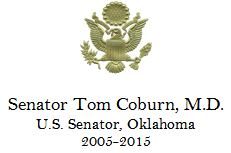 Senator Tom Coburn, M.D.
U.S. Senator, Oklahoma
2005-2015